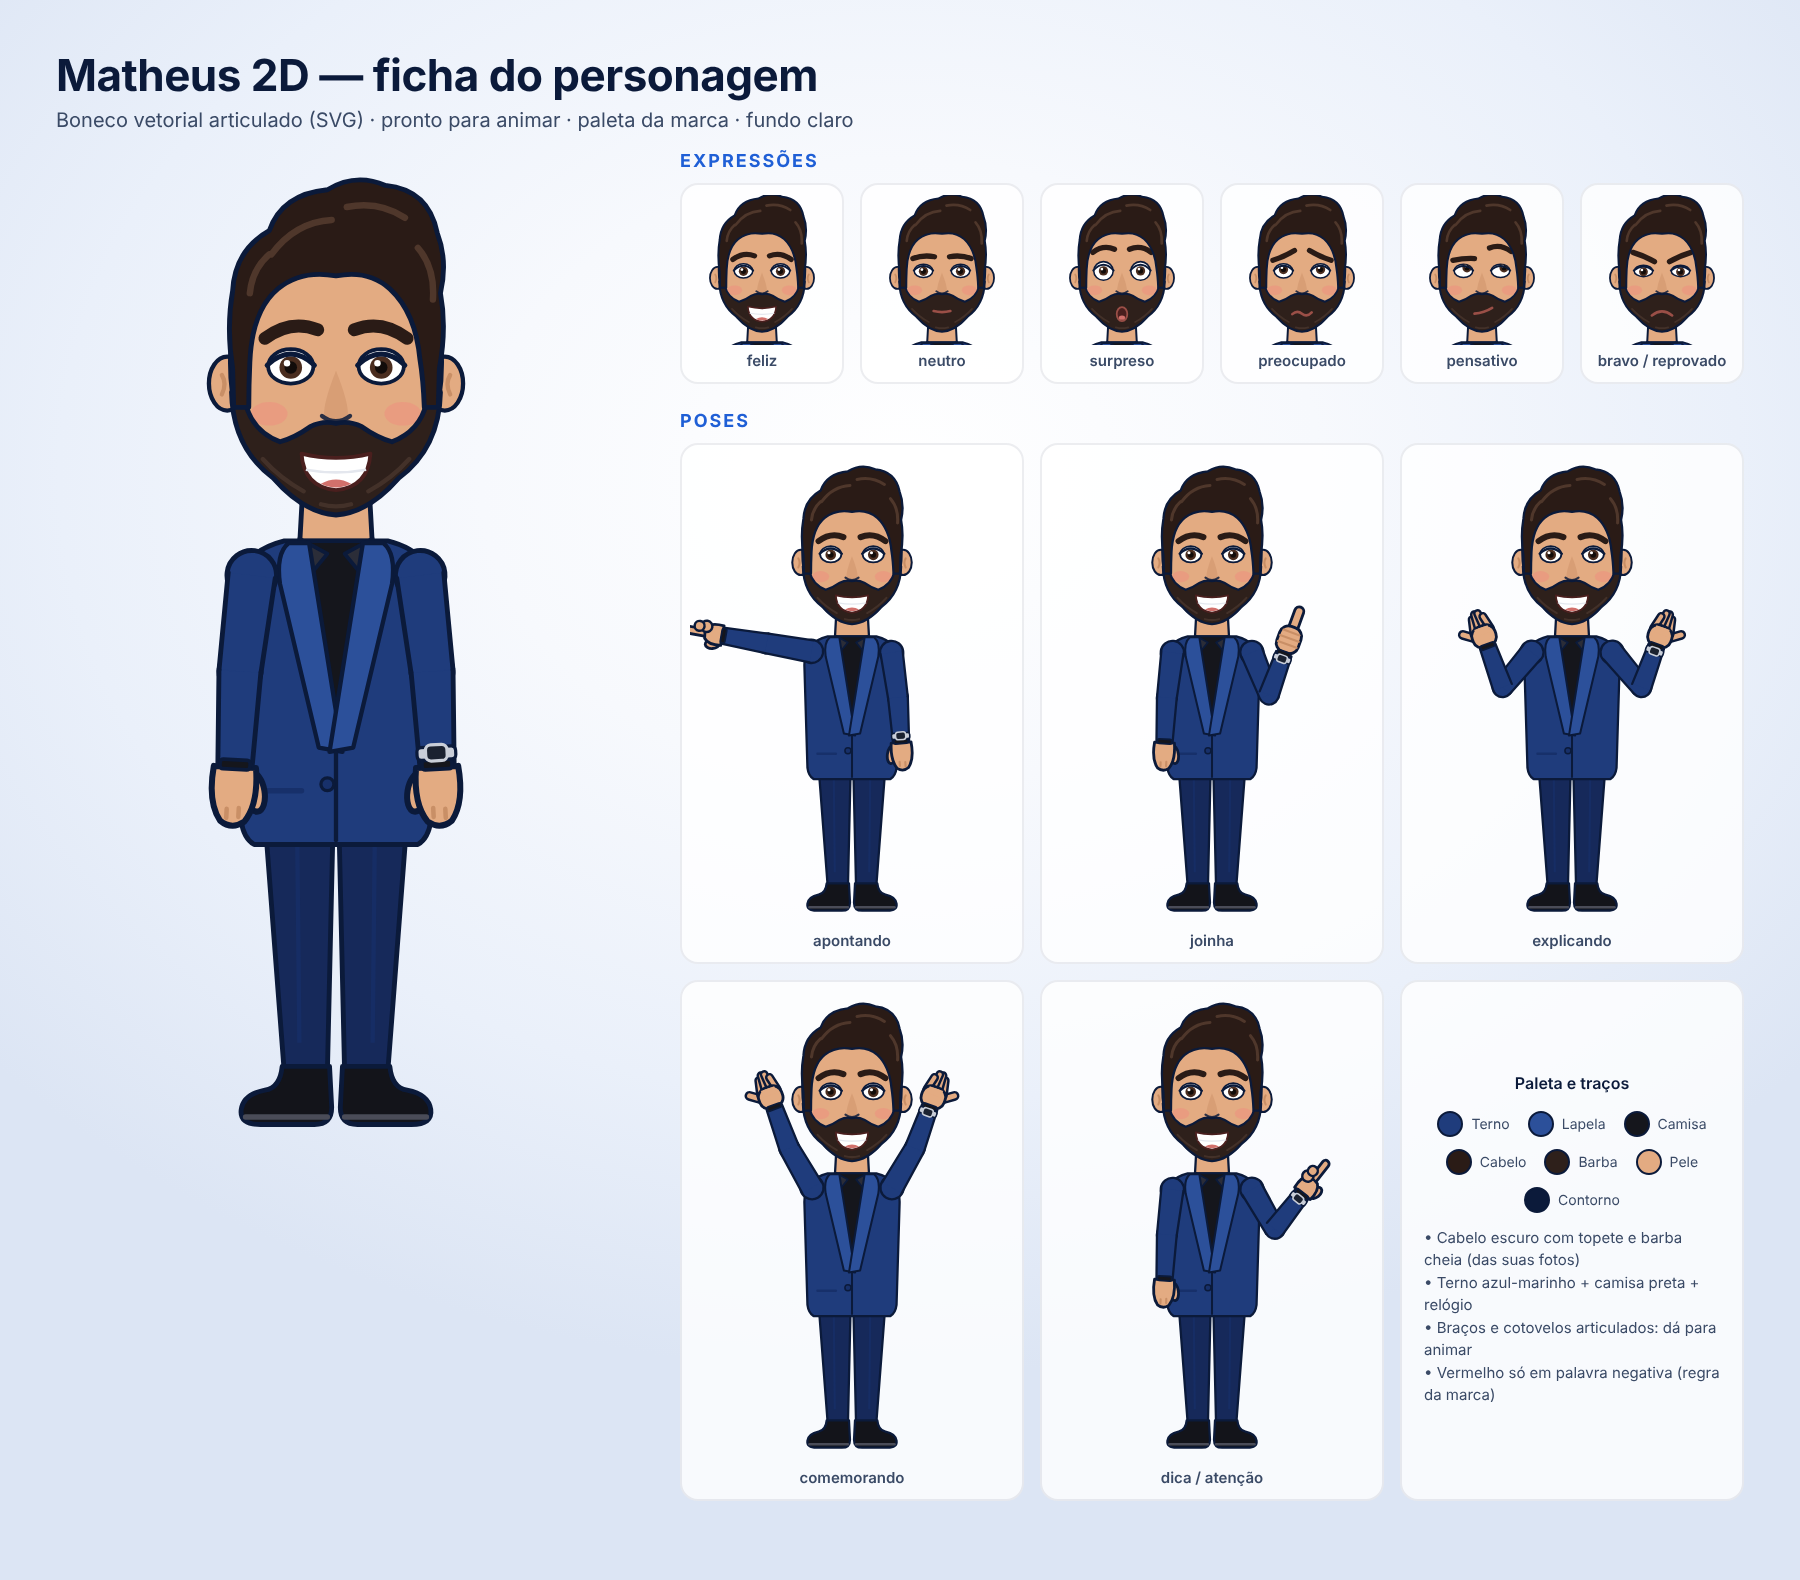 Matheus 2D — ficha do personagem
Boneco vetorial articulado (SVG) · pronto para animar · paleta da marca · fundo claro
EXPRESSÕES
feliz
neutro
surpreso
preocupado
pensativo
bravo / reprovado
POSES
apontando
joinha
explicando
comemorando
dica / atenção
Paleta e traços
Terno
Lapela
Camisa
Cabelo
Barba
Pele
Contorno
• Cabelo escuro com topete e barba
cheia (das suas fotos)
• Terno azul-marinho + camisa preta +
relógio
• Braços e cotovelos articulados: dá para
animar
• Vermelho só em palavra negativa (regra
da marca)